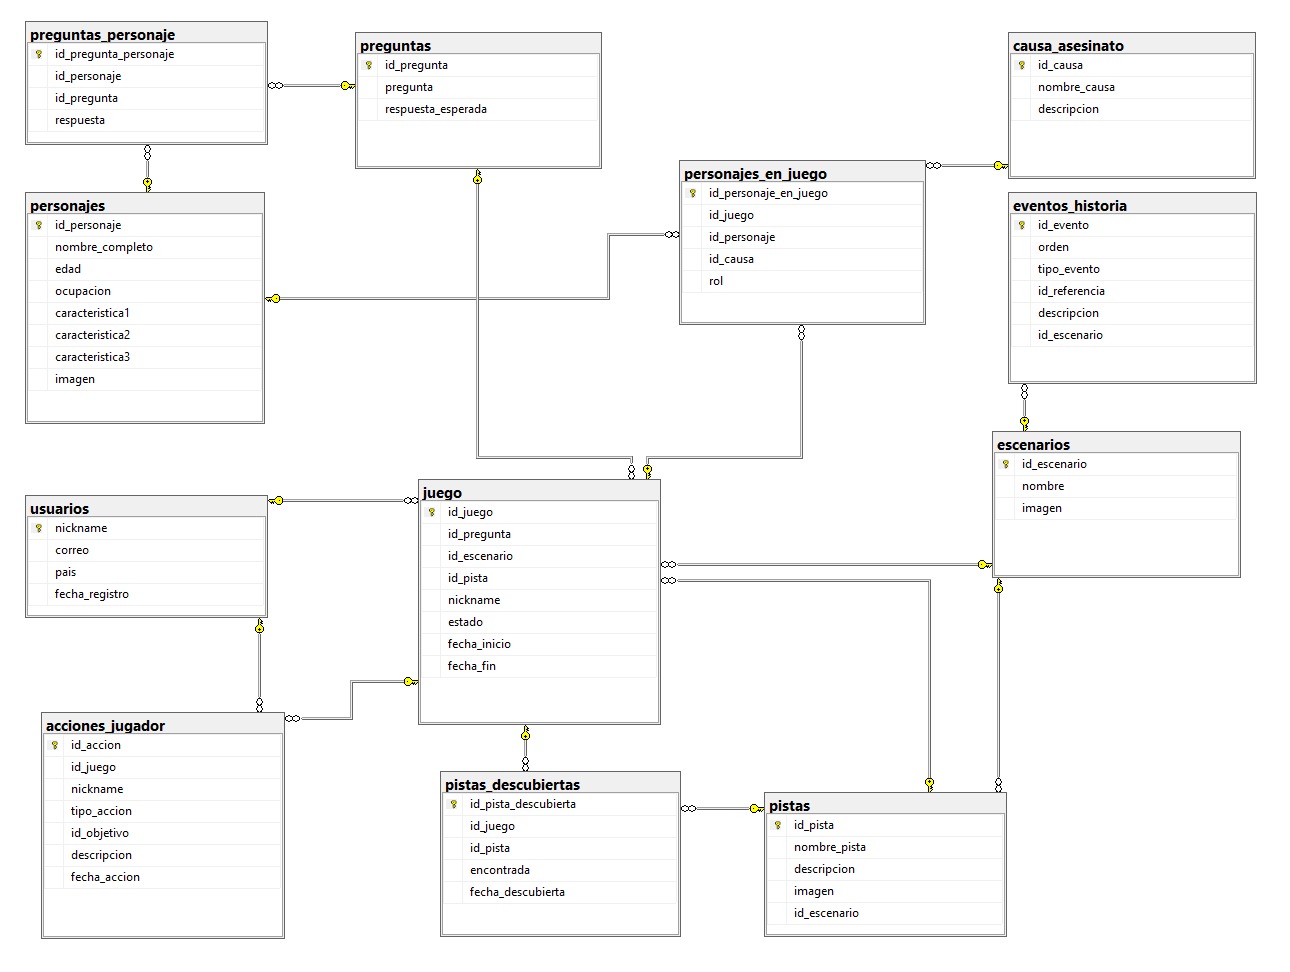 preguntas_personaje
id_pregunta_personaje
id_personaje
id_pregunta
respuesta
preguntas
id_pregunta
pregunta
respuesta_esperada
causa_asesinato
id_causa
nombre_causa
descripcion
personajes_en_juego
id_personaje_en_juego
id_juego
id_personaje
id_causa
rol
personajes
id_personaje
nombre_completo
edad
ocupacion
caracteristica1
caracteristica2
caracteristica3
imagen
eventos_historia
id_evento
orden
tipo_evento
id_referencia
descripcion
id_escenario
escenarios
id_escenario
nombre
imagen
juego
id_juego
id_pregunta
id_escenario
id_pista
nickname
estado
fecha_inicio
fecha_fin
usuarios
nickname
correo
pais
fecha_registro
acciones_jugador
id_accion
id_juego
nickname
tipo_accion
id_objetivo
descripcion
fecha_accion
pistas_descubiertas
id_pista_descubierta
id_juego
id_pista
encontrada
fecha_descubierta
pistas
id_pista
nombre_pista
descripcion
imagen
id_escenario